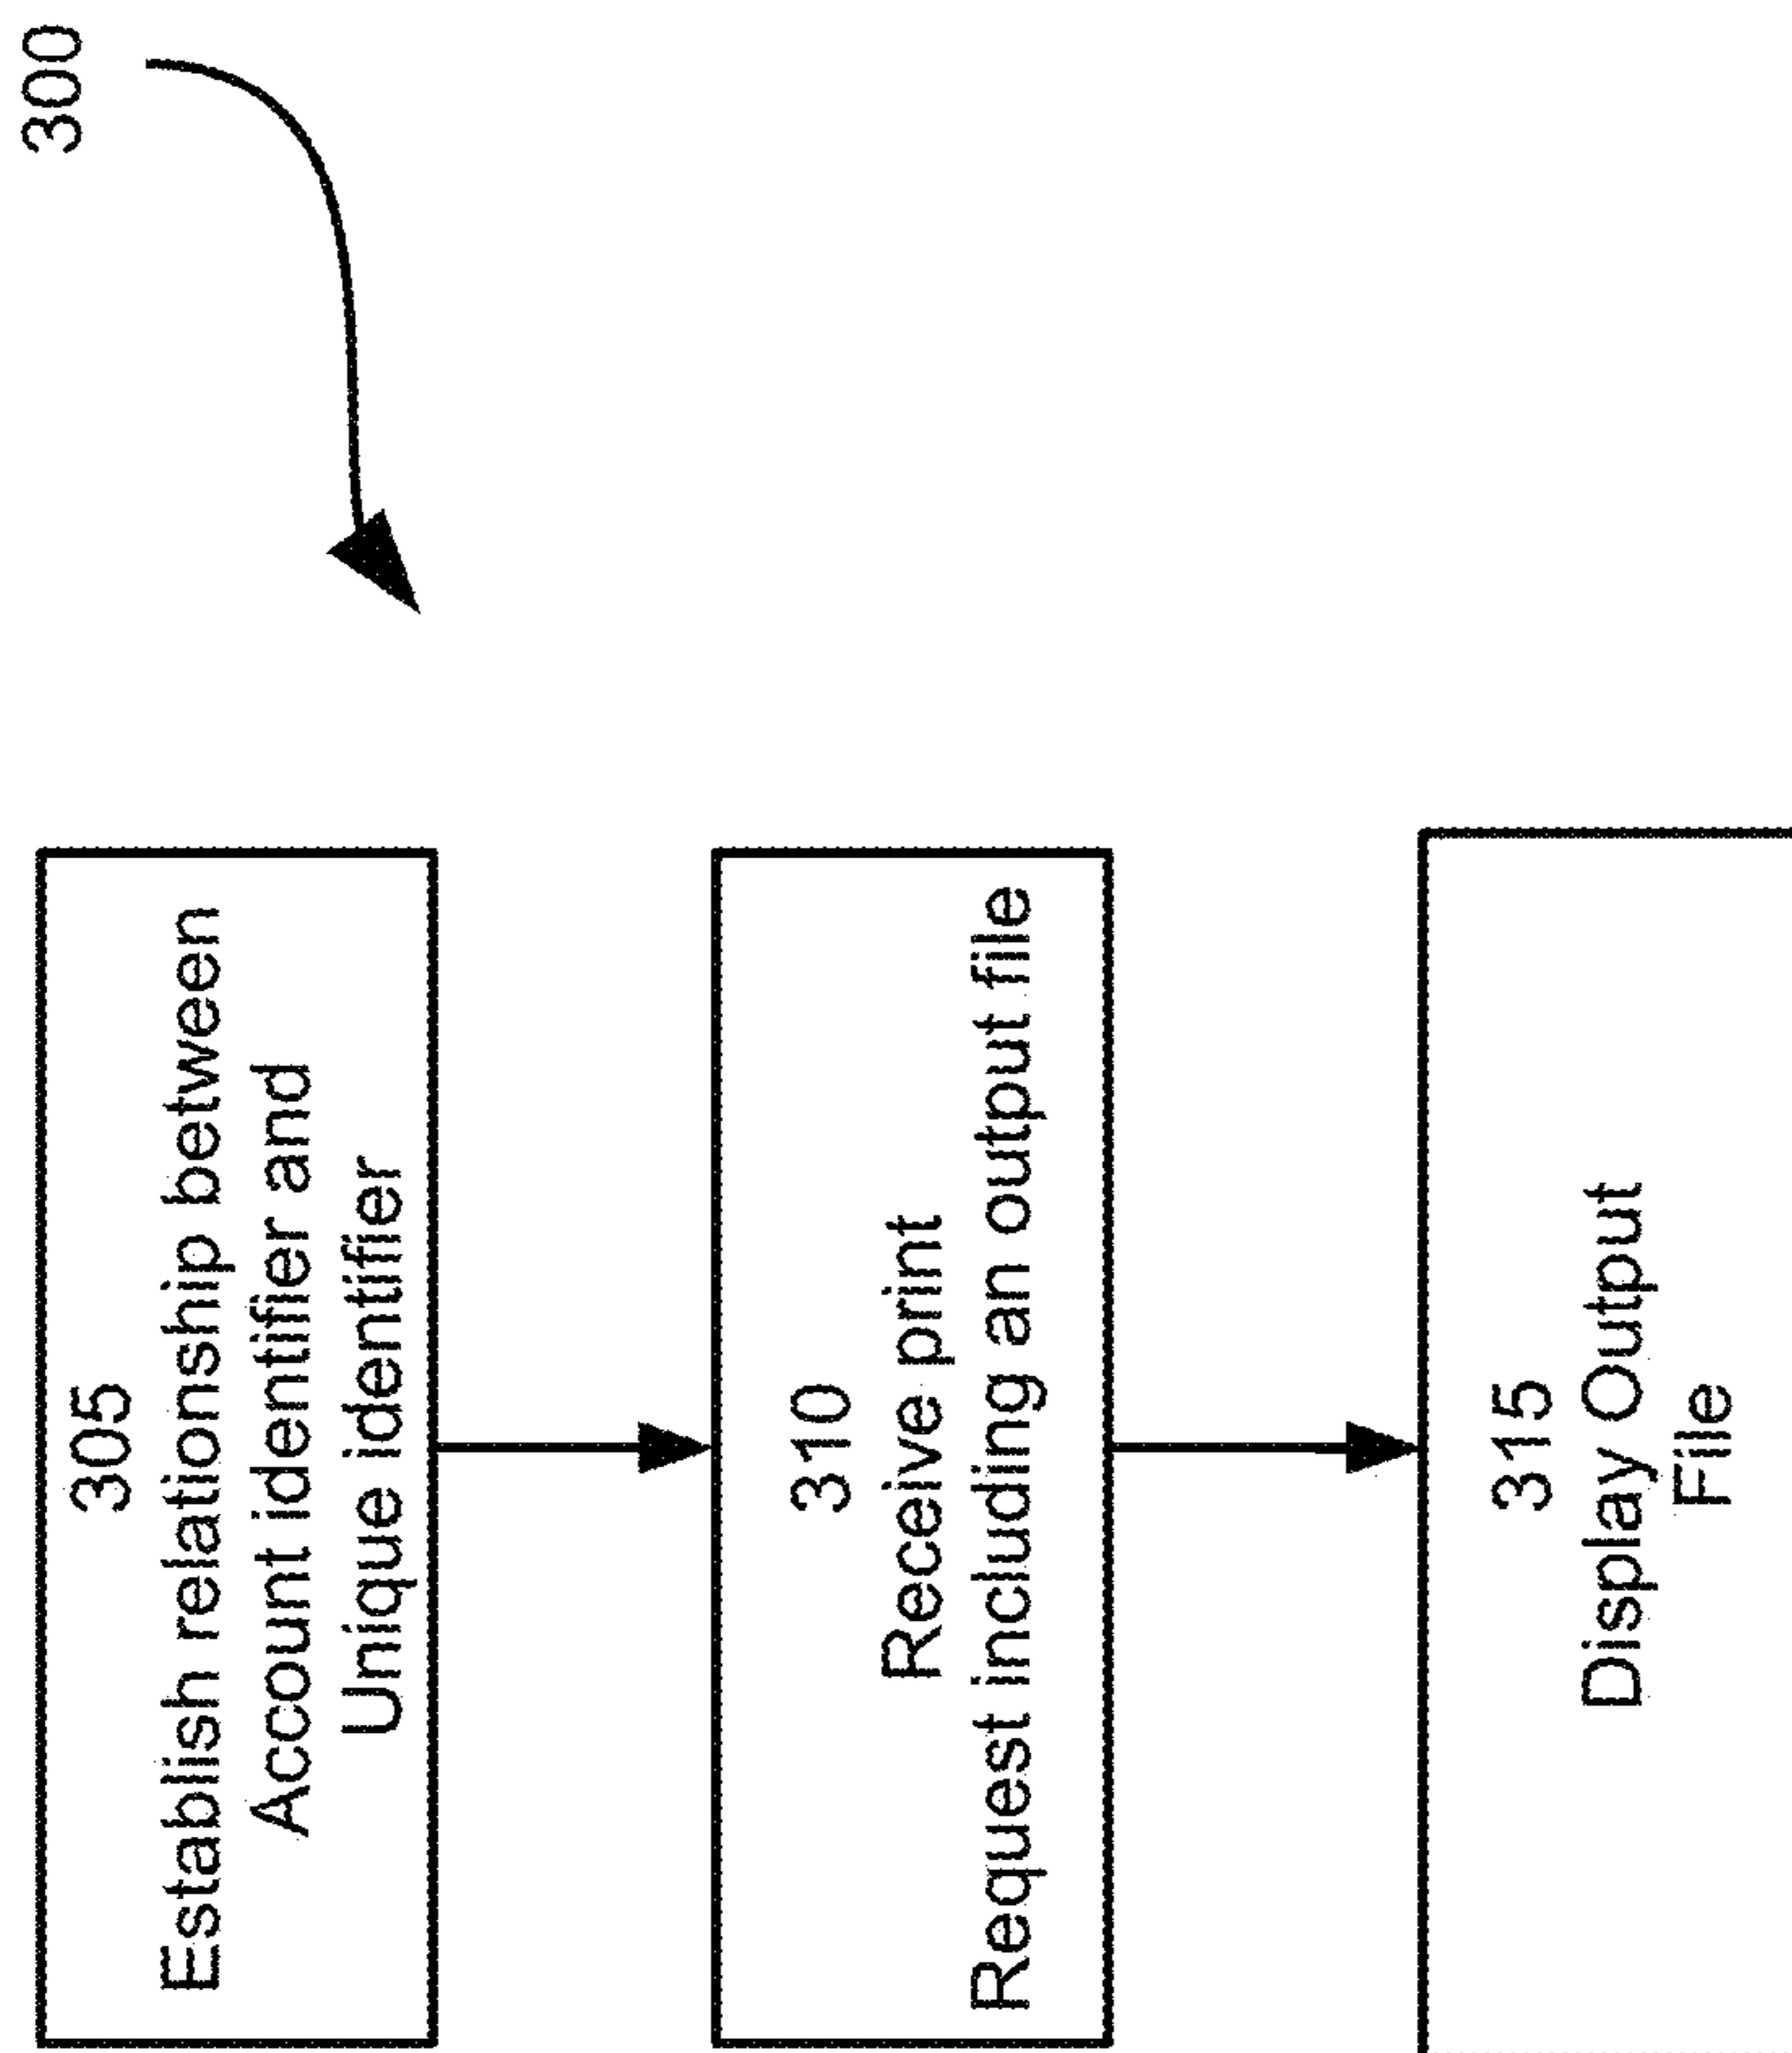 300
305
Establish relationship between
Account identifier and
Unique identifier
310
Receive print
Request including an output file
315
Display Output
File